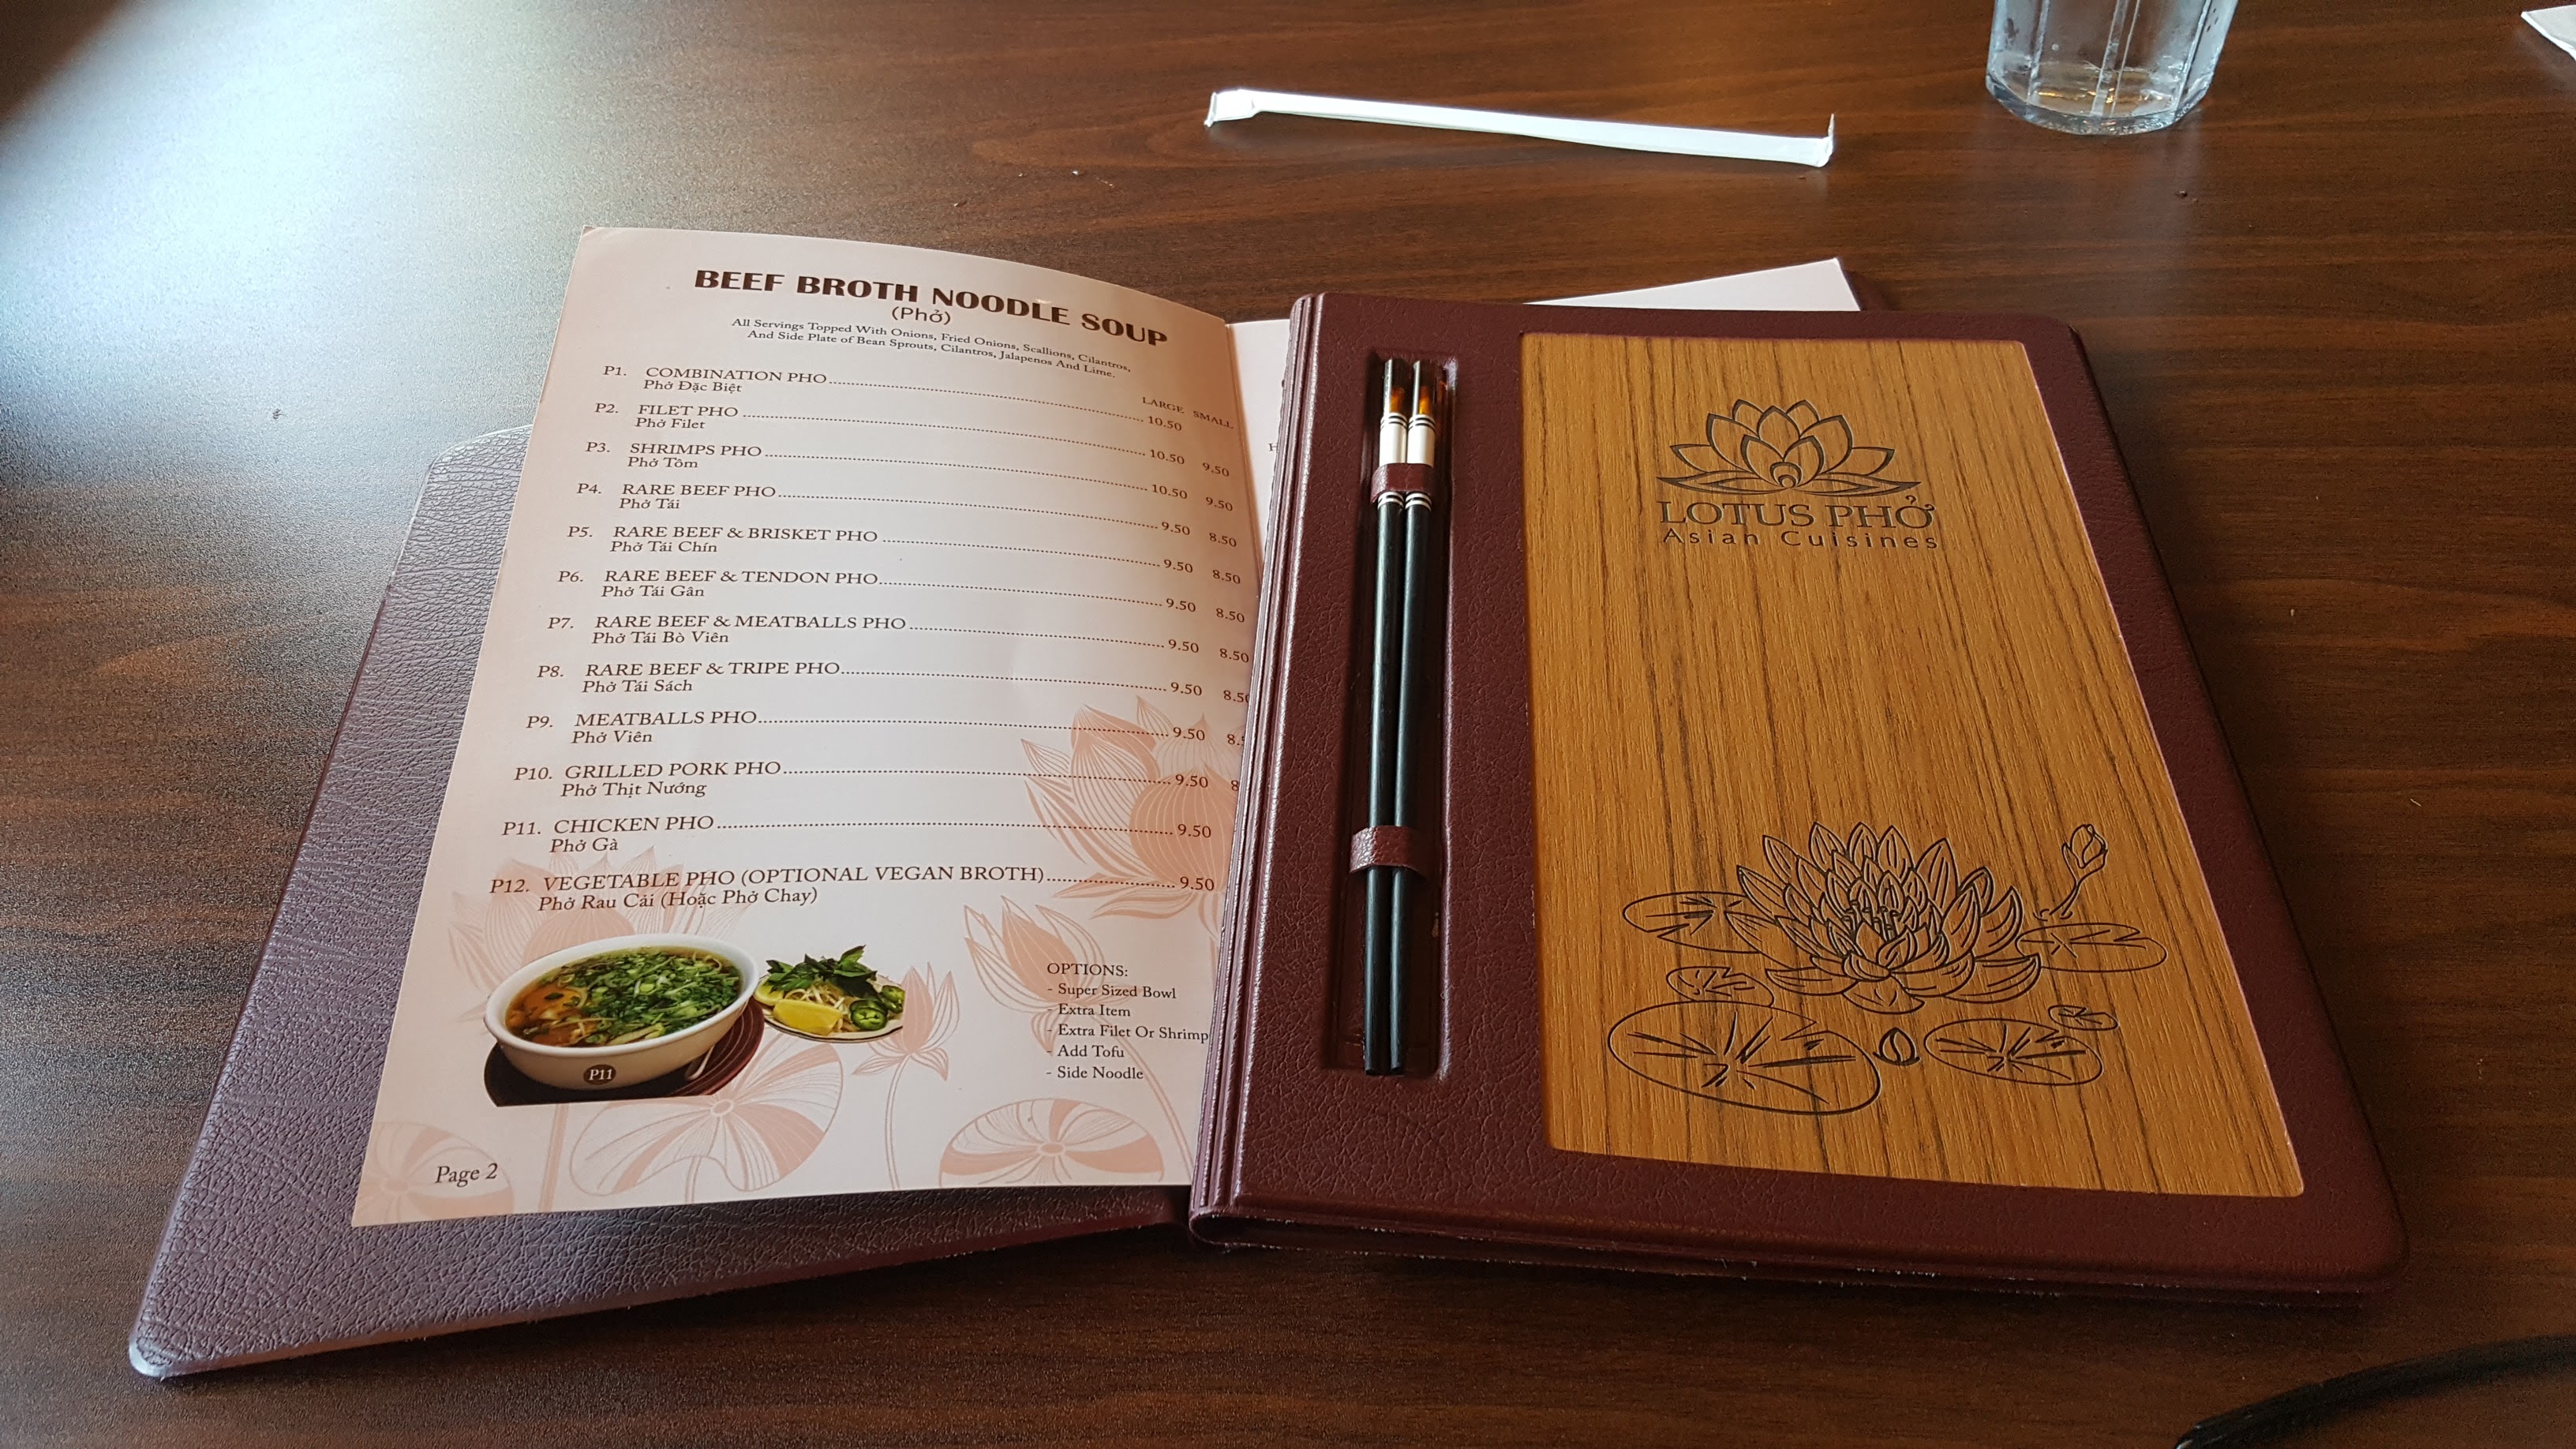 BEEF BROTH NOODLE SOUP
(Phở)
All Servings Topped With Onions, Fried Onions, Scallions, Cilantros,
And Side Plate of Bean Sprouts, Cilantros, Jalapenos And Lime.
LARGE SMALL
P1. COMBINATION PHO 10.50
Phở Đặc Biệt
P2. FILET PHO 10.50 9.50
Phở Filet
P3. SHRIMPS PHO 10.50 9.50
Phở Tôm
P4. RARE BEEF PHO 9.50 8.50
Phở Tái
P5. RARE BEEF & BRISKET PHO 9.50 8.50
Phở Tái Chín
P6. RARE BEEF & TENDON PHO 9.50 8.50
Phở Tái Gân
P7. RARE BEEF & MEATBALLS PHO 9.50 8.50
Phở Tái Bò Viên
P8. RARE BEEF & TRIPE PHO 9.50 8.50
Phở Tái Sách
P9. MEATBALLS PHO 9.50
Phở Viên
P10. GRILLED PORK PHO 9.50
Phở Thịt Nướng
P11. CHICKEN PHO 9.50
Phở Gà
P12. VEGETABLE PHO (OPTIONAL VEGAN BROTH) 9.50
Phở Rau Cải (Hoặc Phở Chay)
P11
OPTIONS:
- Super Sized Bowl
- Extra Item
- Extra Filet Or Shrimp
- Add Tofu
- Side Noodle
Page 2
LOTUS PHỞ
Asian Cuisines